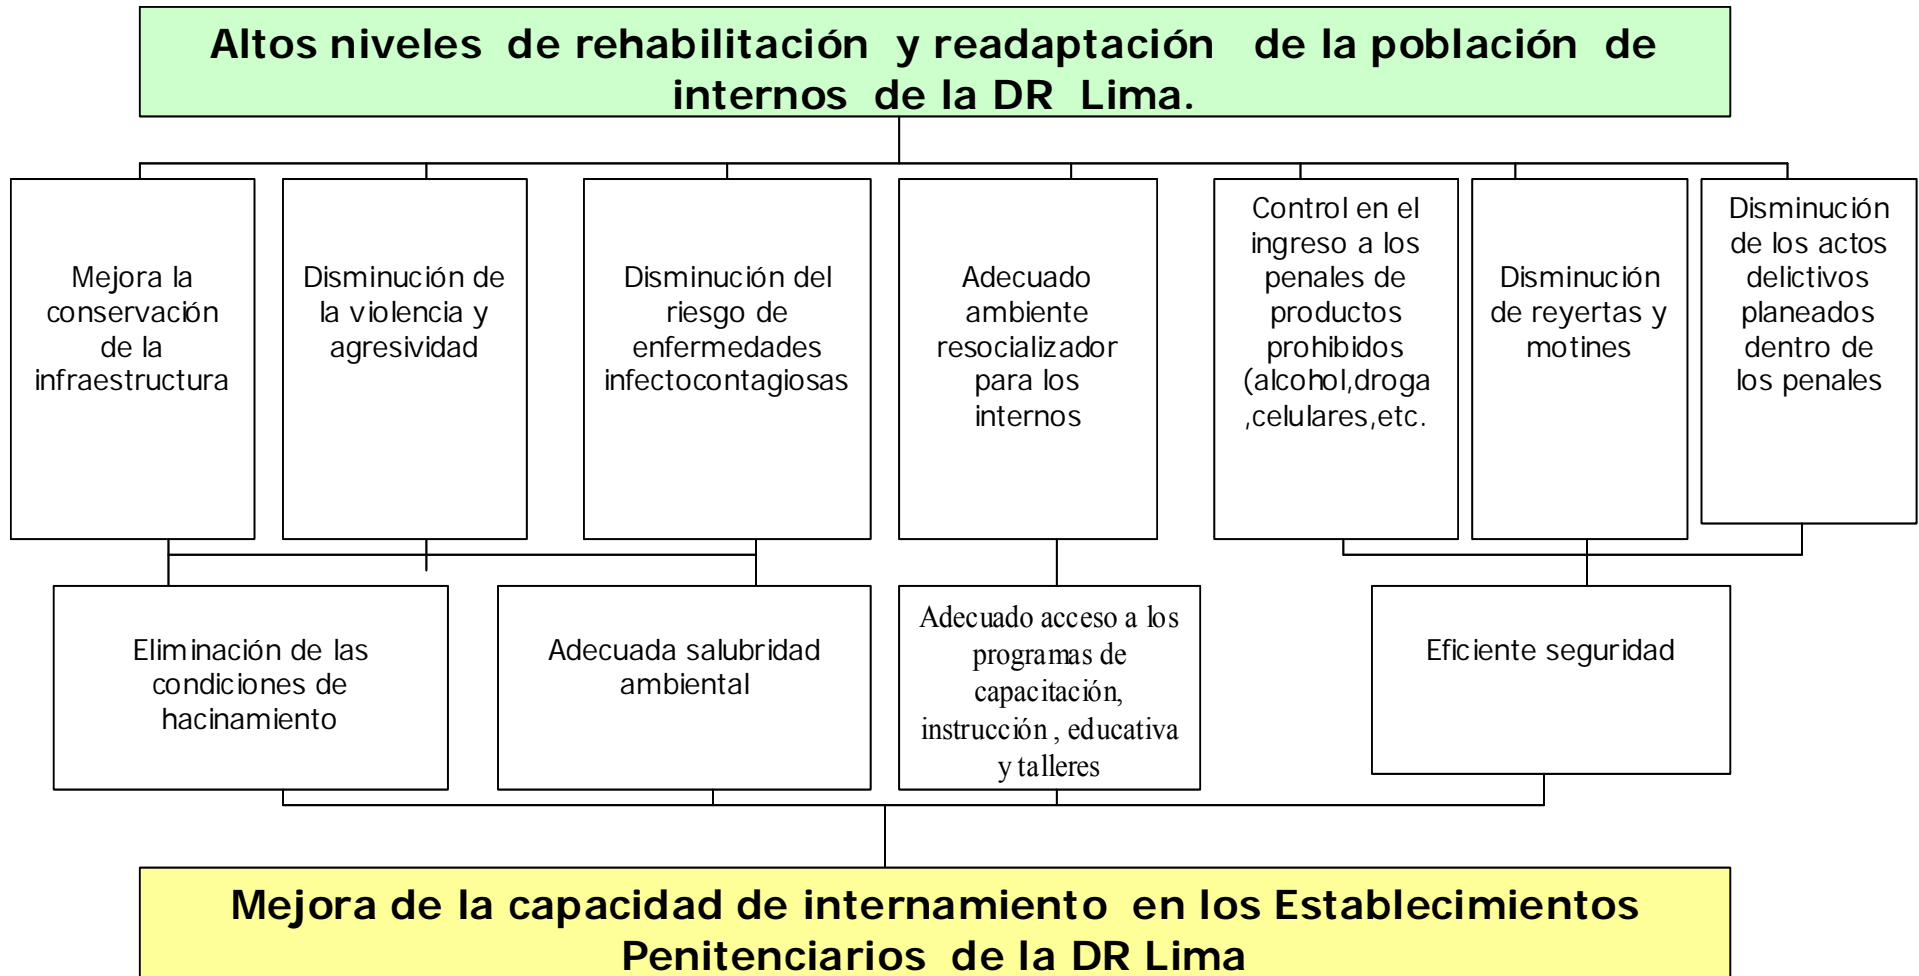 Altos niveles de rehabilitación y readaptación de la población de
internos de la DR Lima.
Mejora la
conservación
de la
infraestructura
Disminución de
la violencia y
agresividad
Disminución del
riesgo de
enfermedades
infectocontagiosas
Adecuado
ambiente
resocializador
para los
internos
Control en el
ingreso a los
penales de
productos
prohibidos
(alcohol,droga
,celulares,etc.
Disminución
de reyertas y
motines
Disminución
de los actos
delictivos
planeados
dentro de
los penales
Eliminación de las
condiciones de
hacinamiento
Adecuada salubridad
ambiental
Adecuado acceso a los
programas de
capacitación,
instrucción , educativa
y talleres
Eficiente seguridad
Mejora de la capacidad de internamiento en los Establecimientos
Penitenciarios de la DR Lima